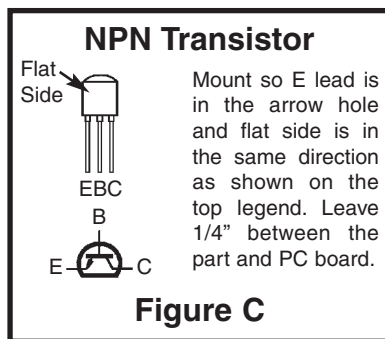 NPN Transistor
Flat
Side
Mount so E lead is
in the arrow hole
and flat side is in
the same direction
as shown on the
top legend. Leave
1/4” between the
part and PC board.
EBC
B
E
C
Figure C